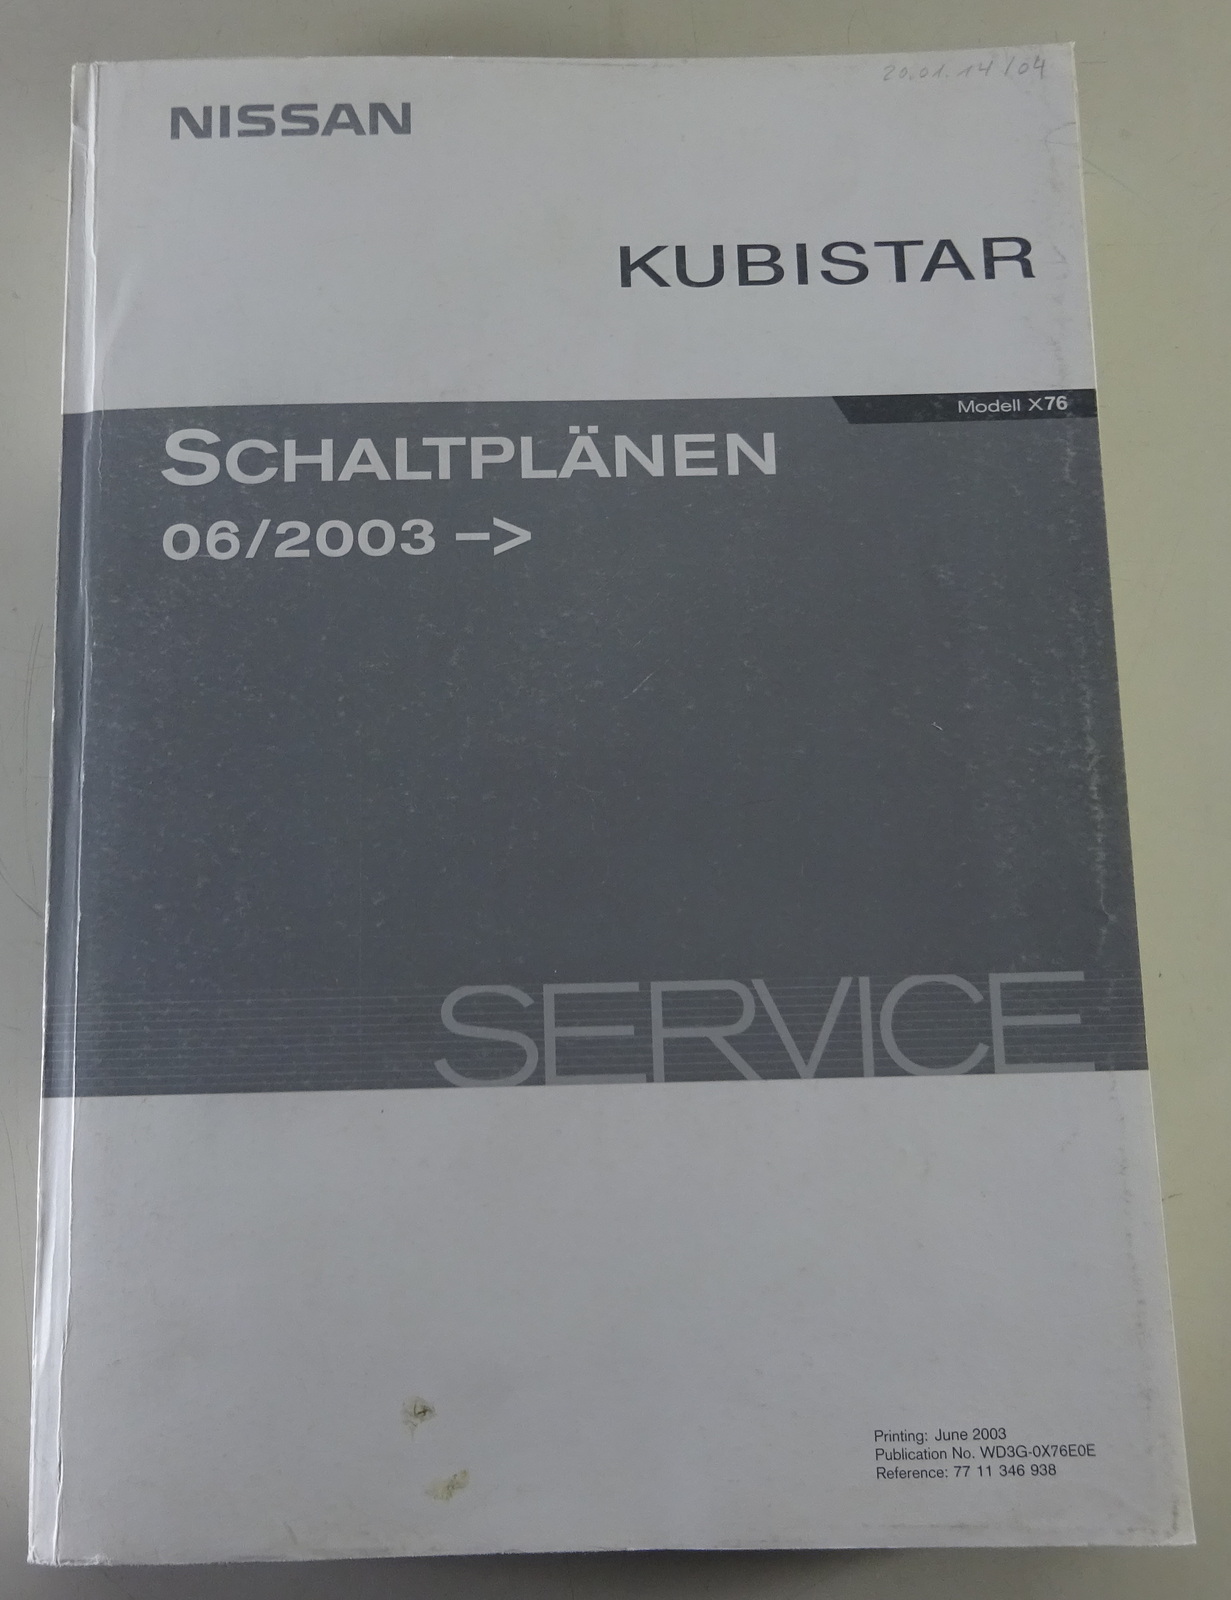 20.01.14/04
NISSAN
KUBISTAR
Modell X76
SCHALTPLÄNEN
06/2003 –>
SERVICE
Printing: June 2003
Publication No. WD3G-0X76E0E
Reference: 77 11 346 938